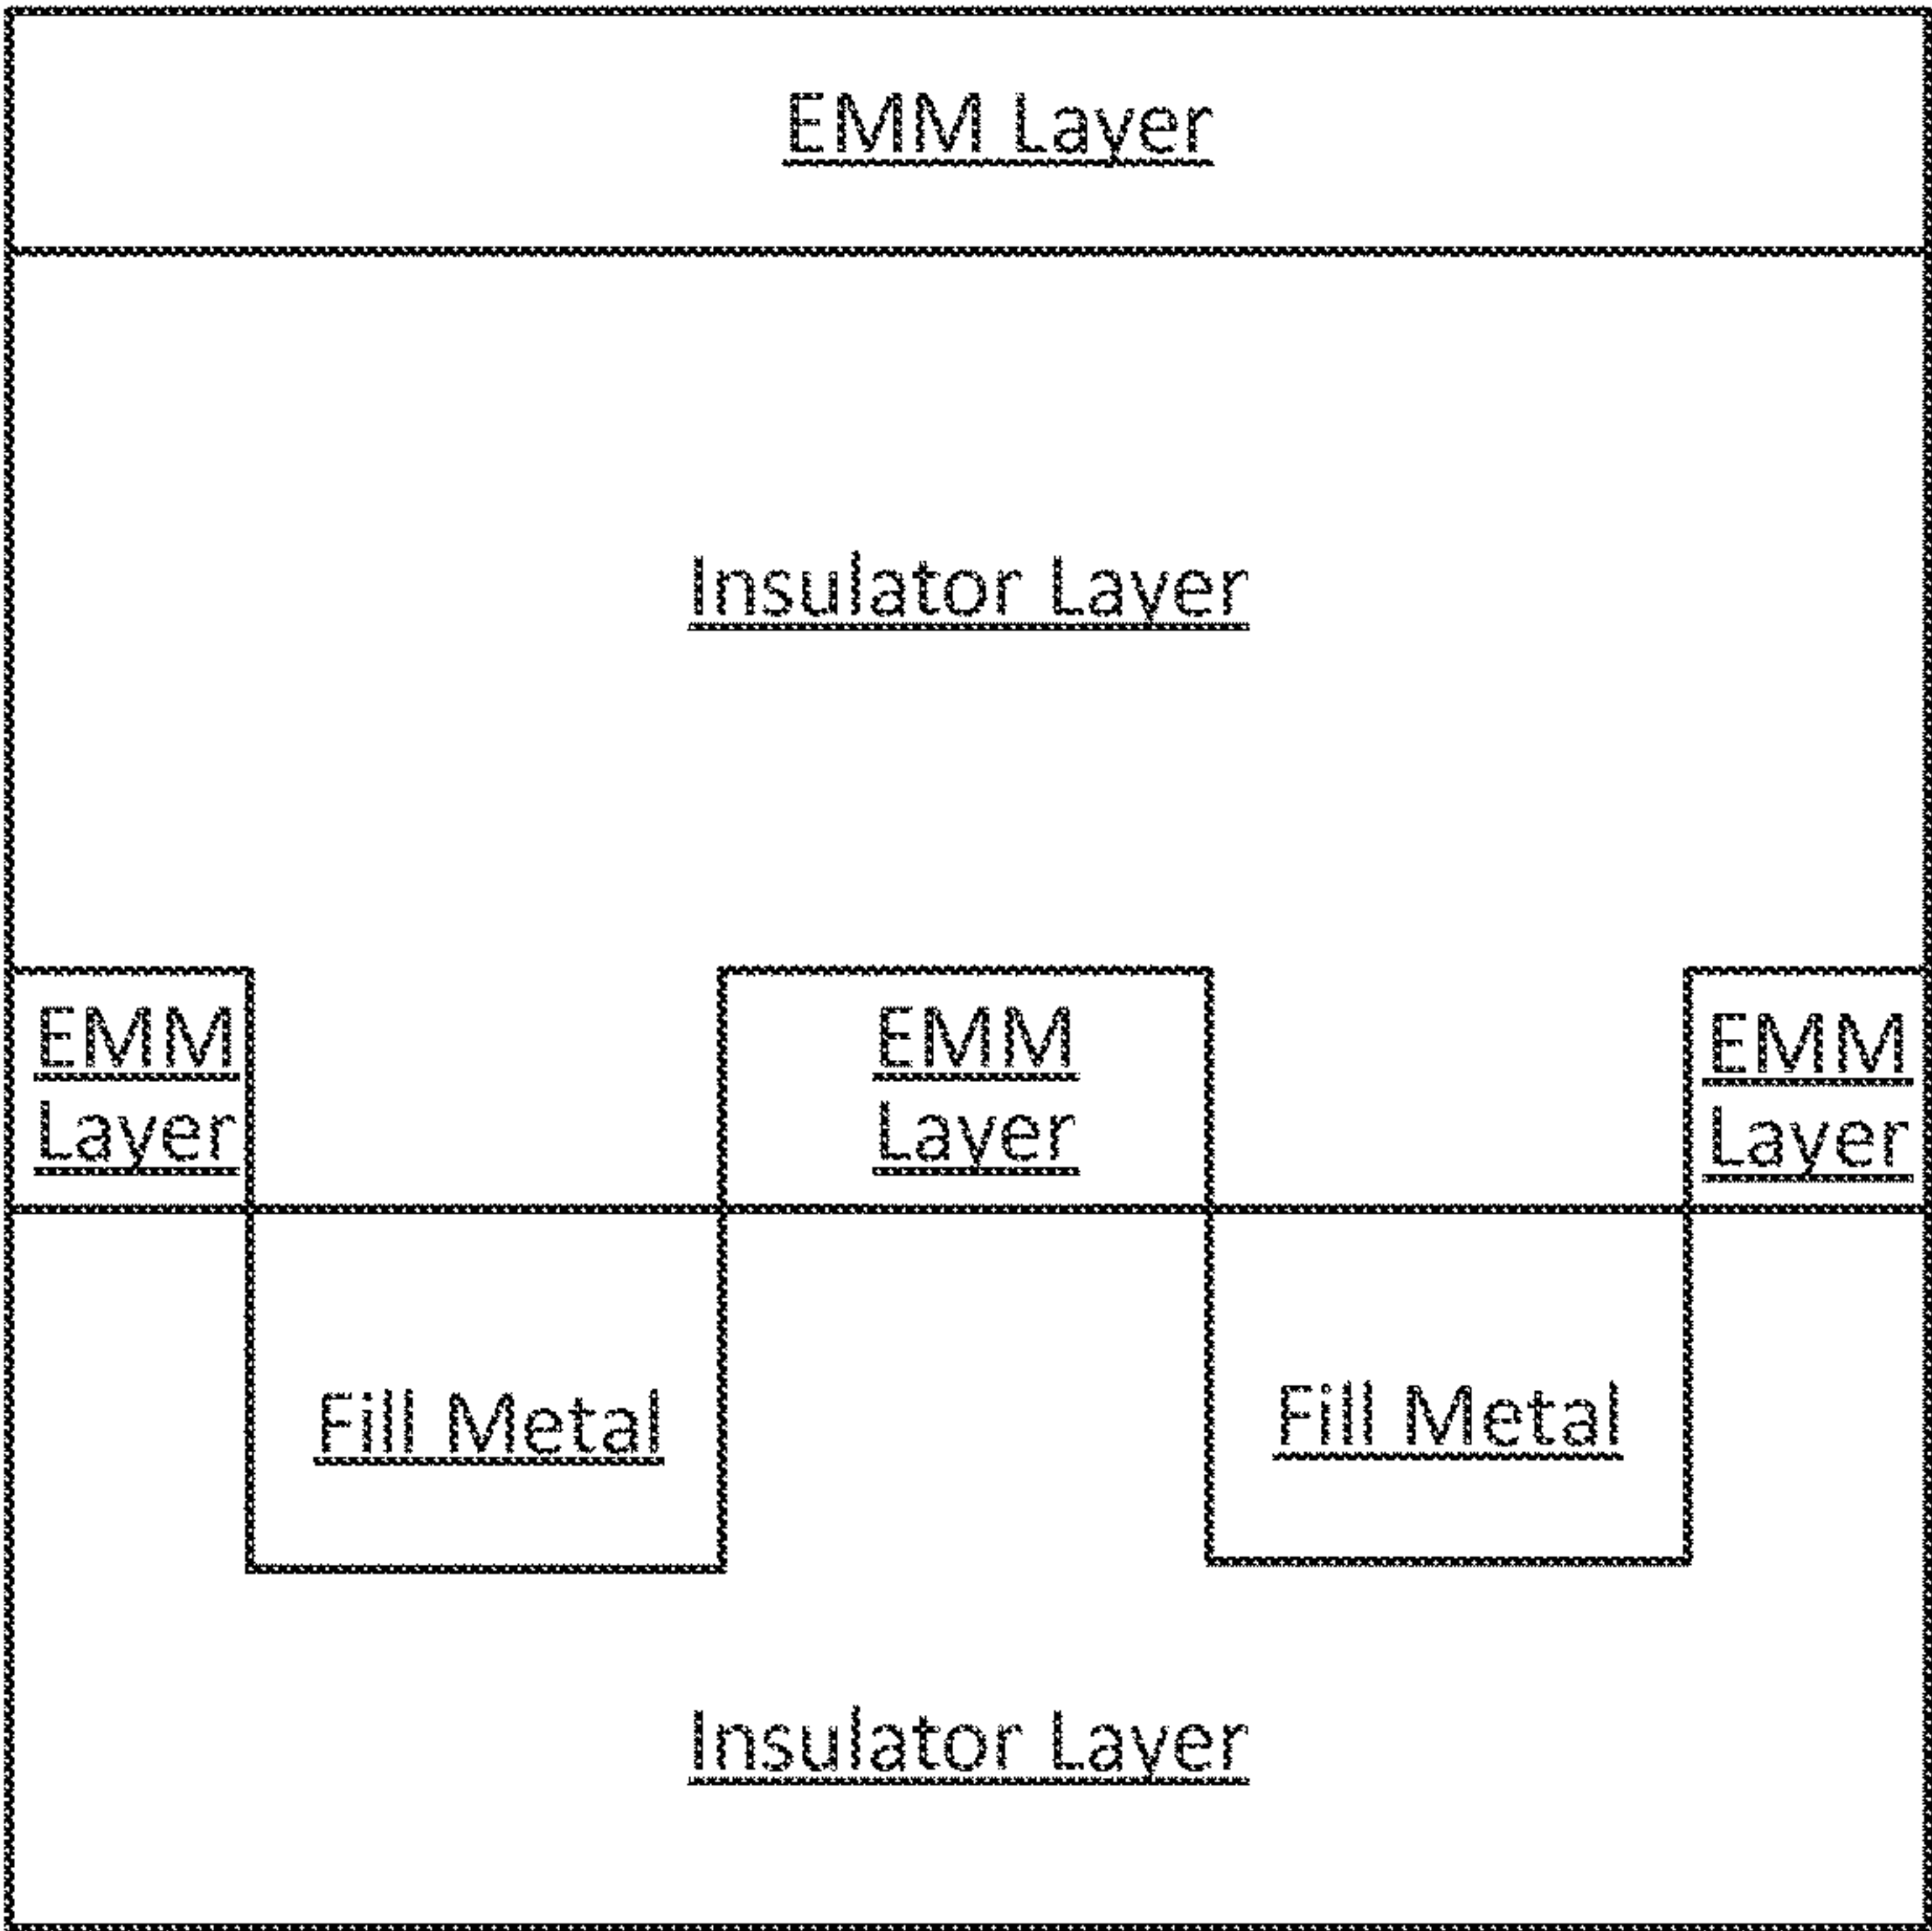 EMM Layer
Insulator Layer
EMM
Layer
EMM
Layer
EMM
Layer
Fill Metal
Fill Metal
Insulator Layer